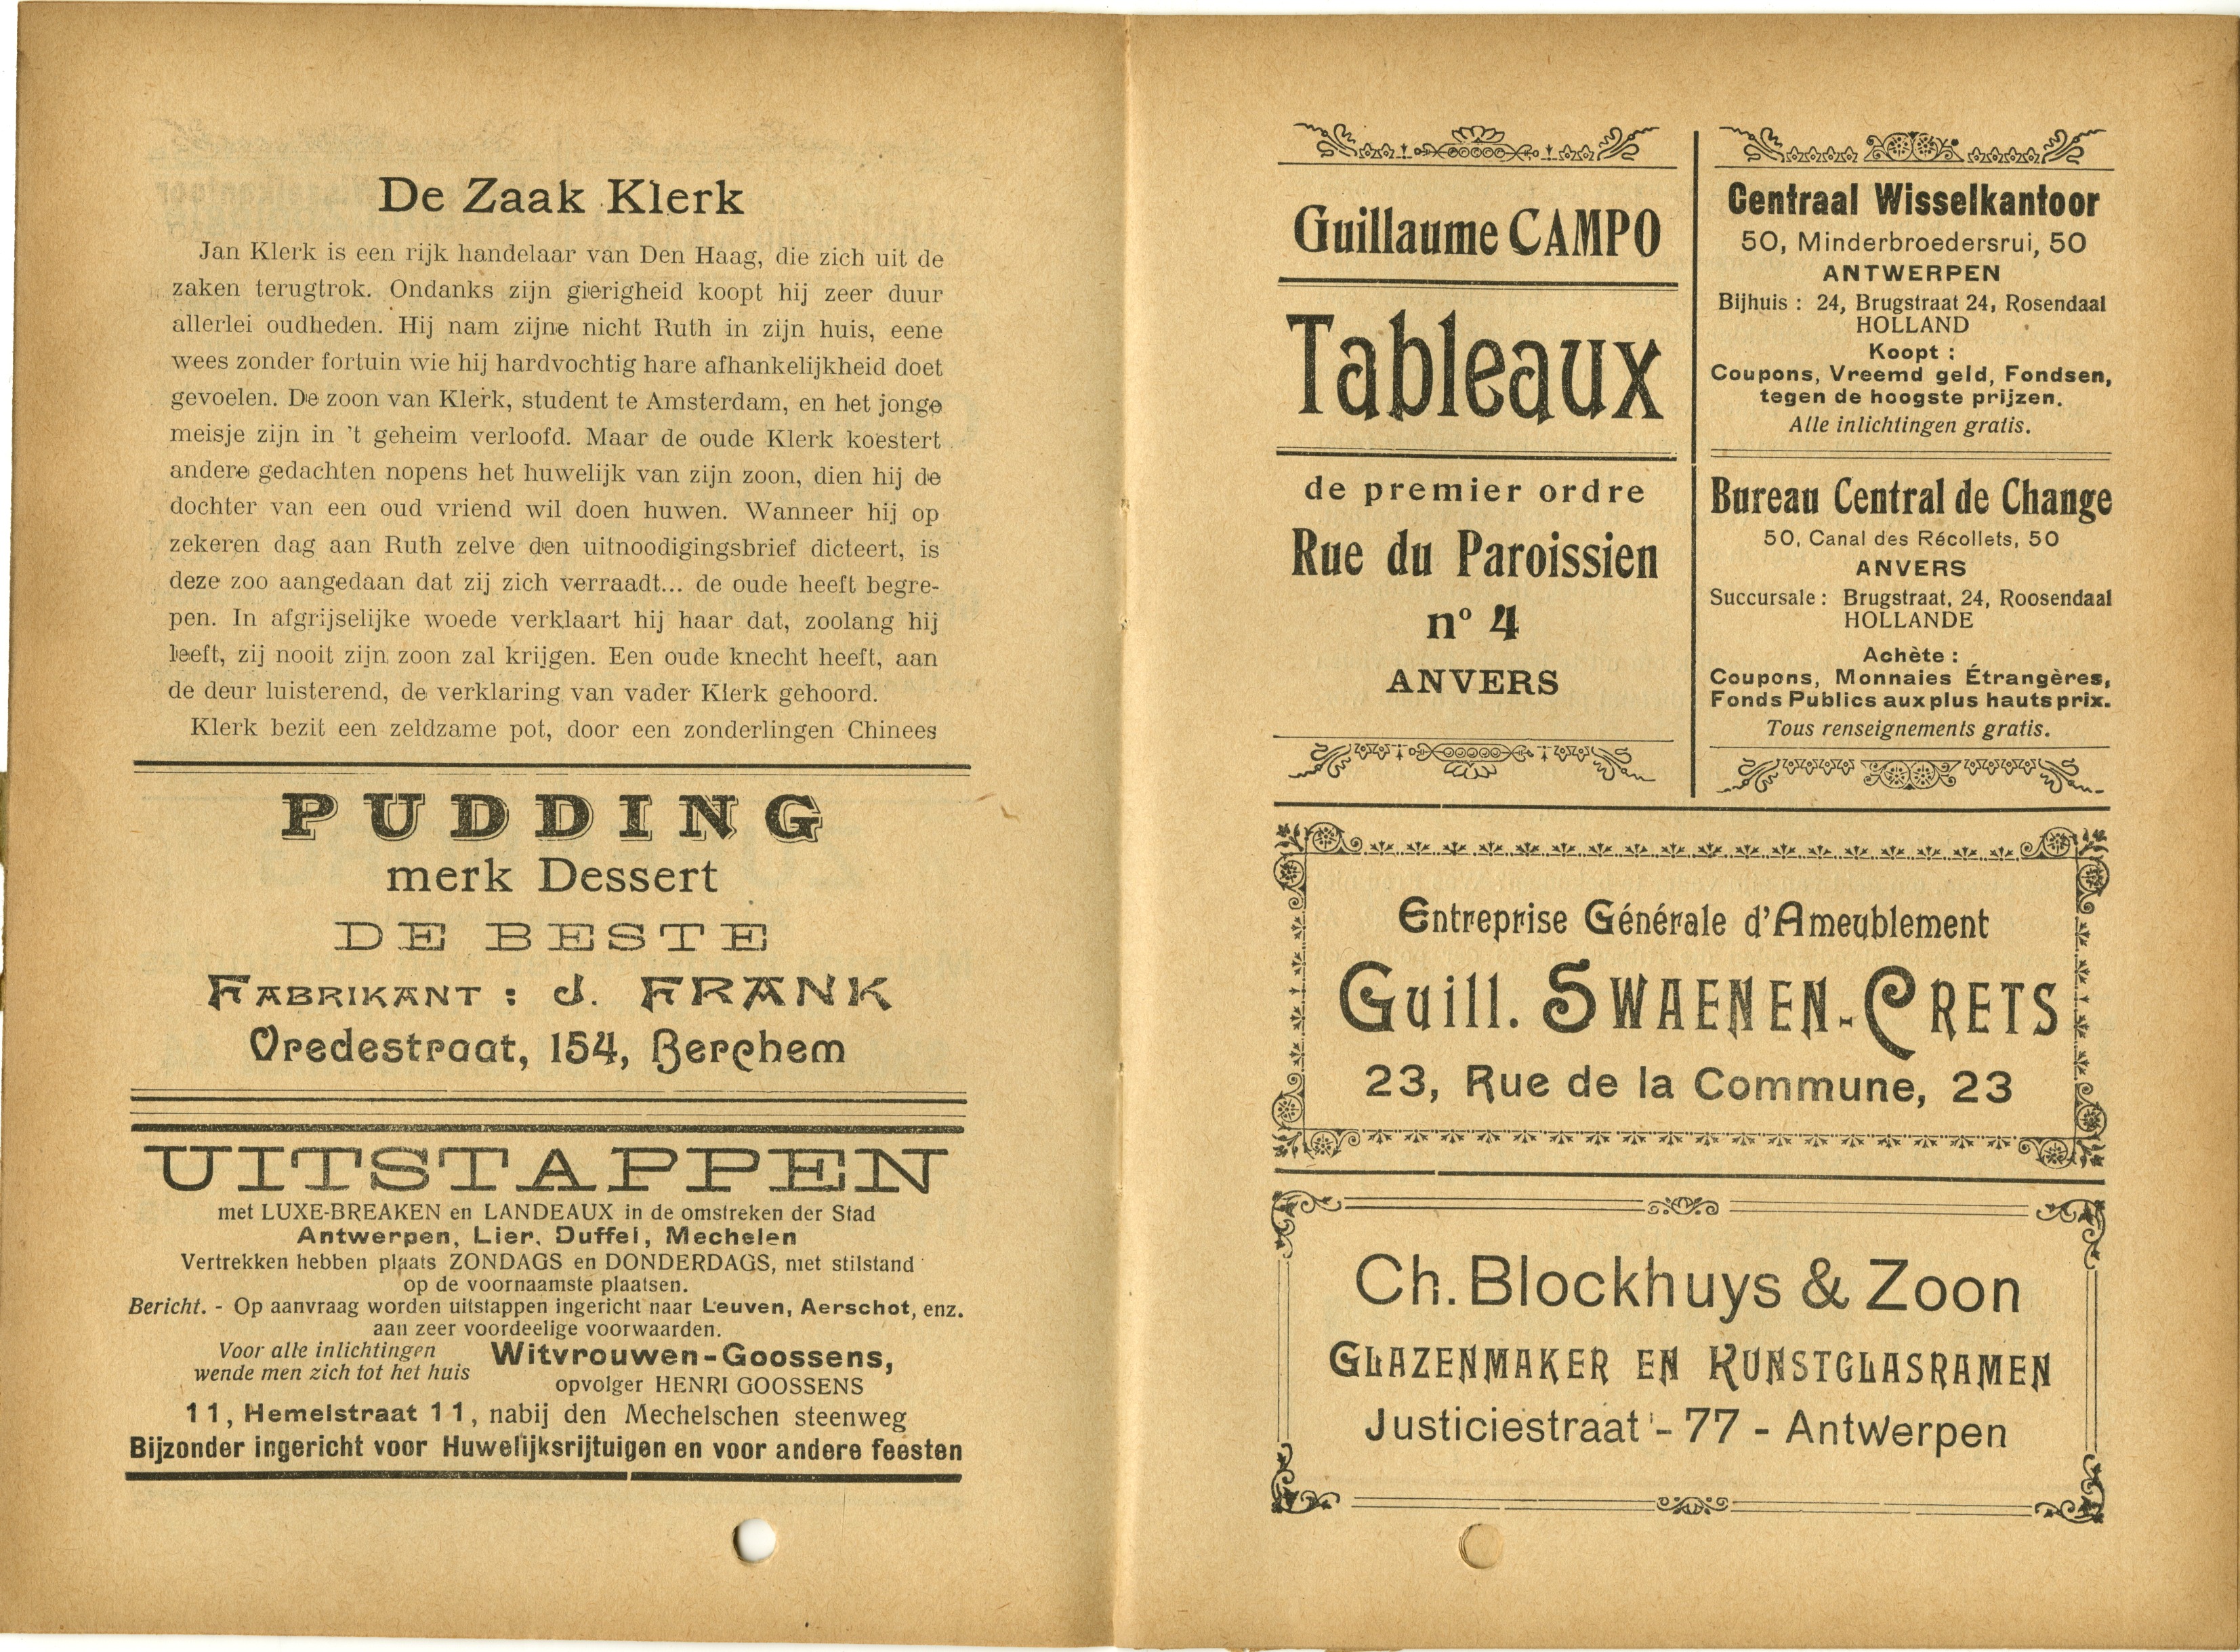 De Zaak Klerk
Jan Klerk is een rijk handelaar van Den Haag, die zich uit de
zaken terugtrok. Ondanks zijn gierigheid koopt hij zeer duur
allerlei oudheden. Hij nam zijne nicht Ruth in zijn huis, eene
wees zonder fortuin wie hij hardvochtig hare afhankelijkheid doet
gevoelen. De zoon van Klerk, student te Amsterdam, en het jonge
meisje zijn in 't geheim verloofd. Maar de oude Klerk koestert
andere gedachten nopens het huwelijk van zijn zoon, dien hij de
dochter van een oud vriend wil doen huwen. Wanneer hij op
zekeren dag aan Ruth zelve den uitnoodigingsbrief dicteert, is
deze zoo aangedaan dat zij zich verraadt... de oude heeft begre-
pen. In afgrijselijke woede verklaart hij haar dat, zoolang hij
leeft, zij nooit zijn zoon zal krijgen. Een oude knecht heeft, aan
de deur luisterend, de verklaring van vader Klerk gehoord.
Klerk bezit een zeldzame pot, door een zonderlingen Chinees
PUDDING
merk Dessert
DE BESTE
FABRIKANT : J. FRANK
Vredestraat, 154, Berchem
UITSTAPPEN
met LUXE-BREAKEN en LANDEAUX in de omstreken der Stad
Antwerpen, Lier, Duffel, Mechelen
Vertrekken hebben plaats ZONDAGS en DONDERDAGS, met stilstand
op de voornaamste plaatsen.
Bericht. - Op aanvraag worden uitstappen ingericht naar Leuven, Aerschot, enz.
aan zeer voordeelige voorwaarden.
Voor alle inlichtingen
wende men zich tot het huis
Witvrouwen-Goossens,
opvolger HENRI GOOSSENS
11, Hemelstraat 11, nabij den Mechelschen steenweg
Bijzonder ingericht voor Huwelijksrijtuigen en voor andere feesten
Guillaume CAMPO
Tableaux
de premier ordre
Rue du Paroissien
n° 4
ANVERS
Centraal Wisselkantoor
50, Minderbroedersrui, 50
ANTWERPEN
Bijhuis : 24, Brugstraat 24, Rosendaal
HOLLAND
Koopt :
Coupons, Vreemd geld, Fondsen,
tegen de hoogste prijzen.
Alle inlichtingen gratis.
Bureau Central de Change
50, Canal des Récollets, 50
ANVERS
Succursale : Brugstraat, 24, Roosendaal
HOLLANDE
Achète :
Coupons, Monnaies Étrangères,
Fonds Publics aux plus hauts prix.
Tous renseignements gratis.
Entreprise Générale d'Ameublement
Guill. SWAENEN-CRETS
23, Rue de la Commune, 23
Ch. Blockhuys & Zoon
GLAZENMAKER EN KUNSTGLASRAMEN
Justiciestraat - 77 - Antwerpen